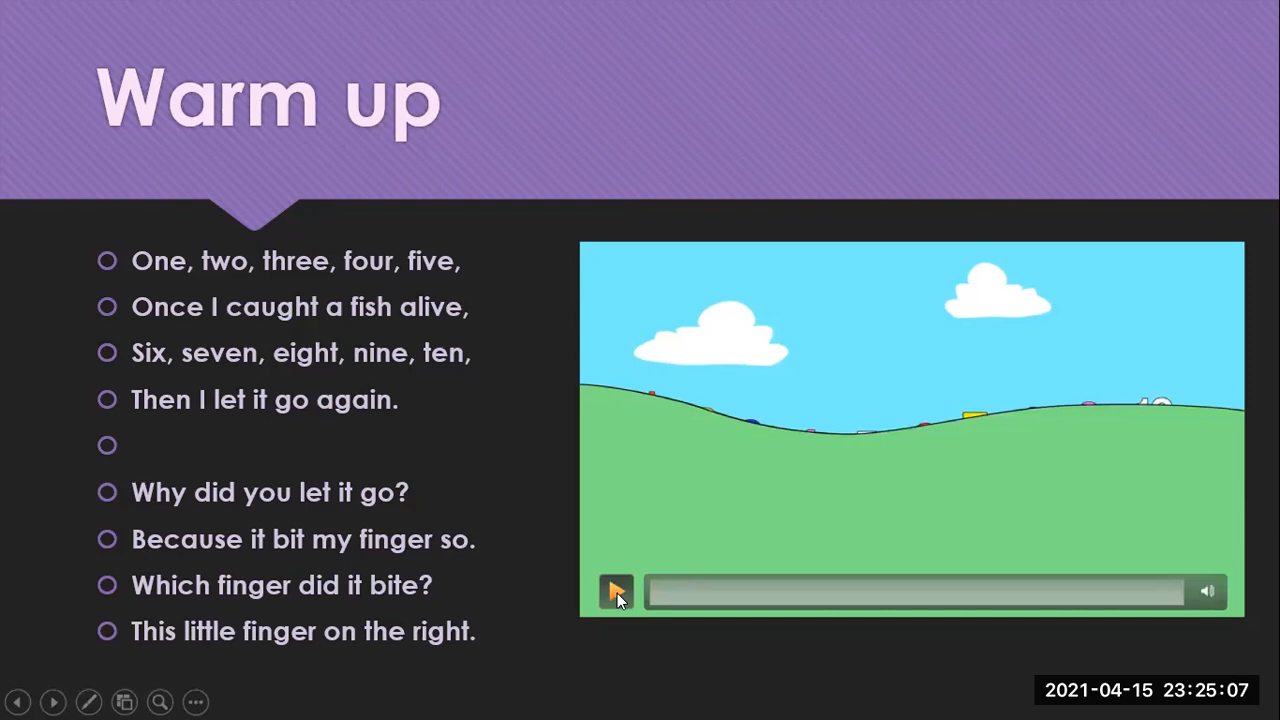 Warm up
One, two, three, four, five,
Once I caught a fish alive,
Six, seven, eight, nine, ten,
Then I let it go again.
Why did you let it go?
Because it bit my finger so.
Which finger did it bite?
This little finger on the right.
10
2021-04-15 23:25:07